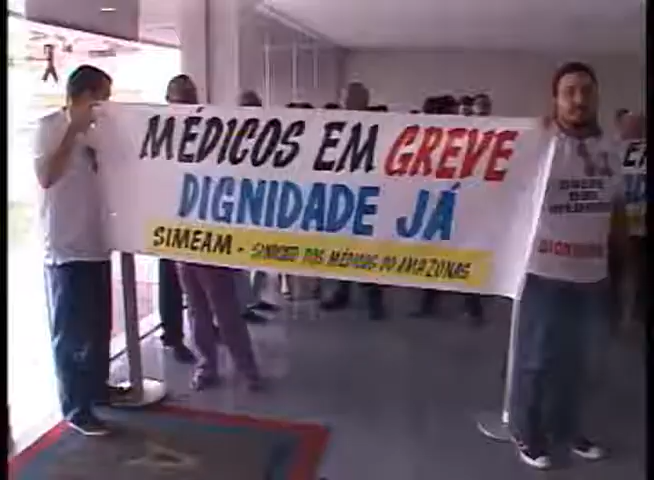 MÉDICOS EM GREVE
DIGNIDADE JÁ
SIMEAM - SINDICATO DOS MÉDICOS DO AMAZONAS